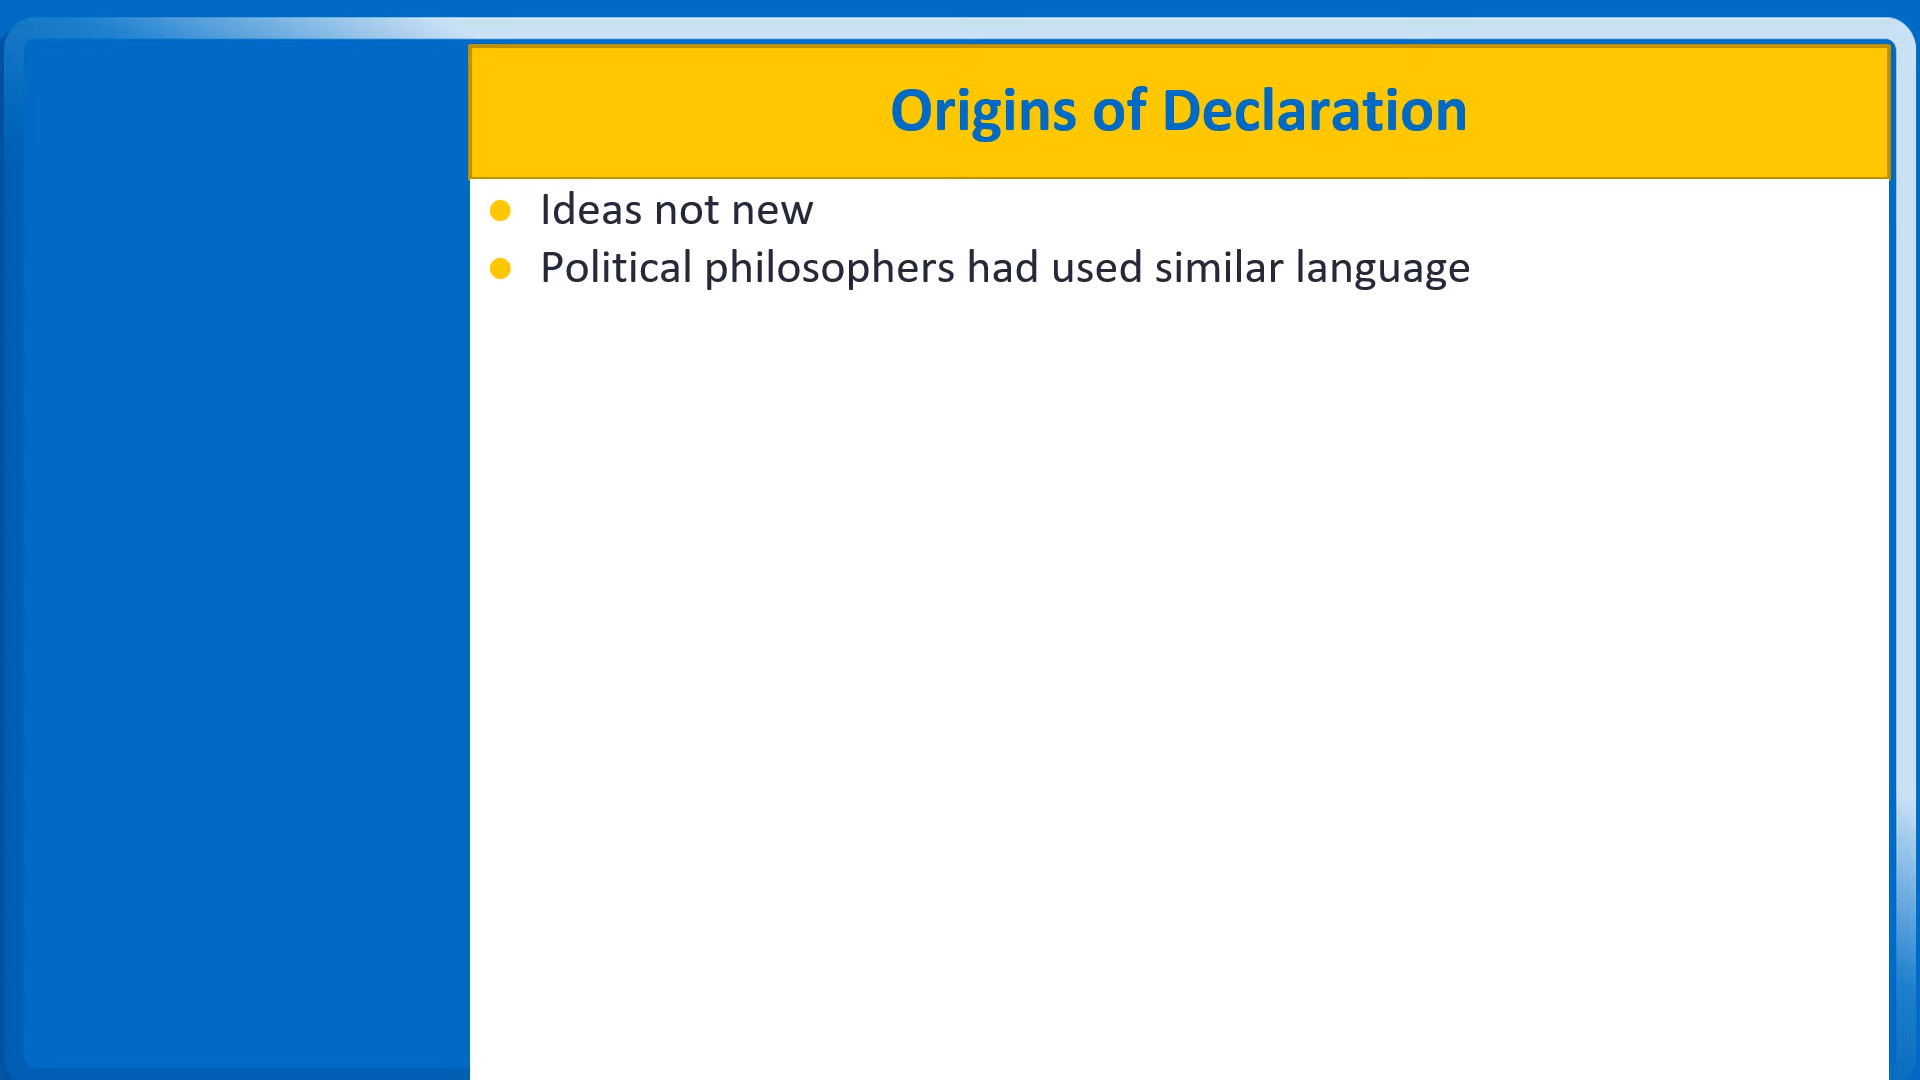 Origins of Declaration
Ideas not new
Political philosophers had used similar language